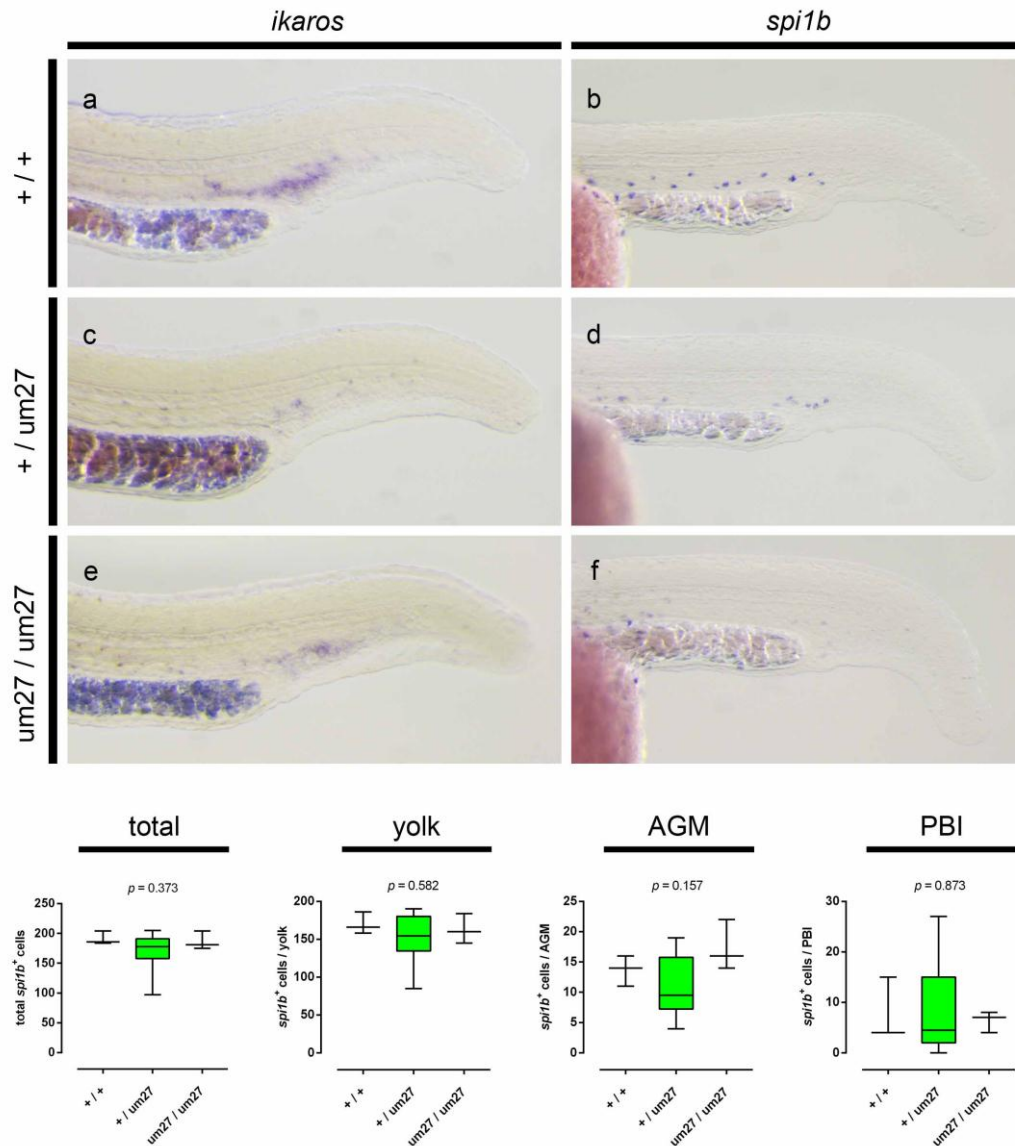 ikaros spi1b
+ / +
a b
+ / um27
c d
um27 / um27
e f
total yolk AGM PBI
p = 0.373
total spi1b+ cells
250
200
150
100
50
0
+ / +
+ / um27
um27 / um27
p = 0.582
spi1b+ cells / yolk
200
150
100
50
0
+ / +
+ / um27
um27 / um27
p = 0.157
spi1b+ cells / AGM
25
20
15
10
5
0
+ / +
+ / um27
um27 / um27
p = 0.873
spi1b+ cells / PBI
30
20
10
0
+ / +
+ / um27
um27 / um27